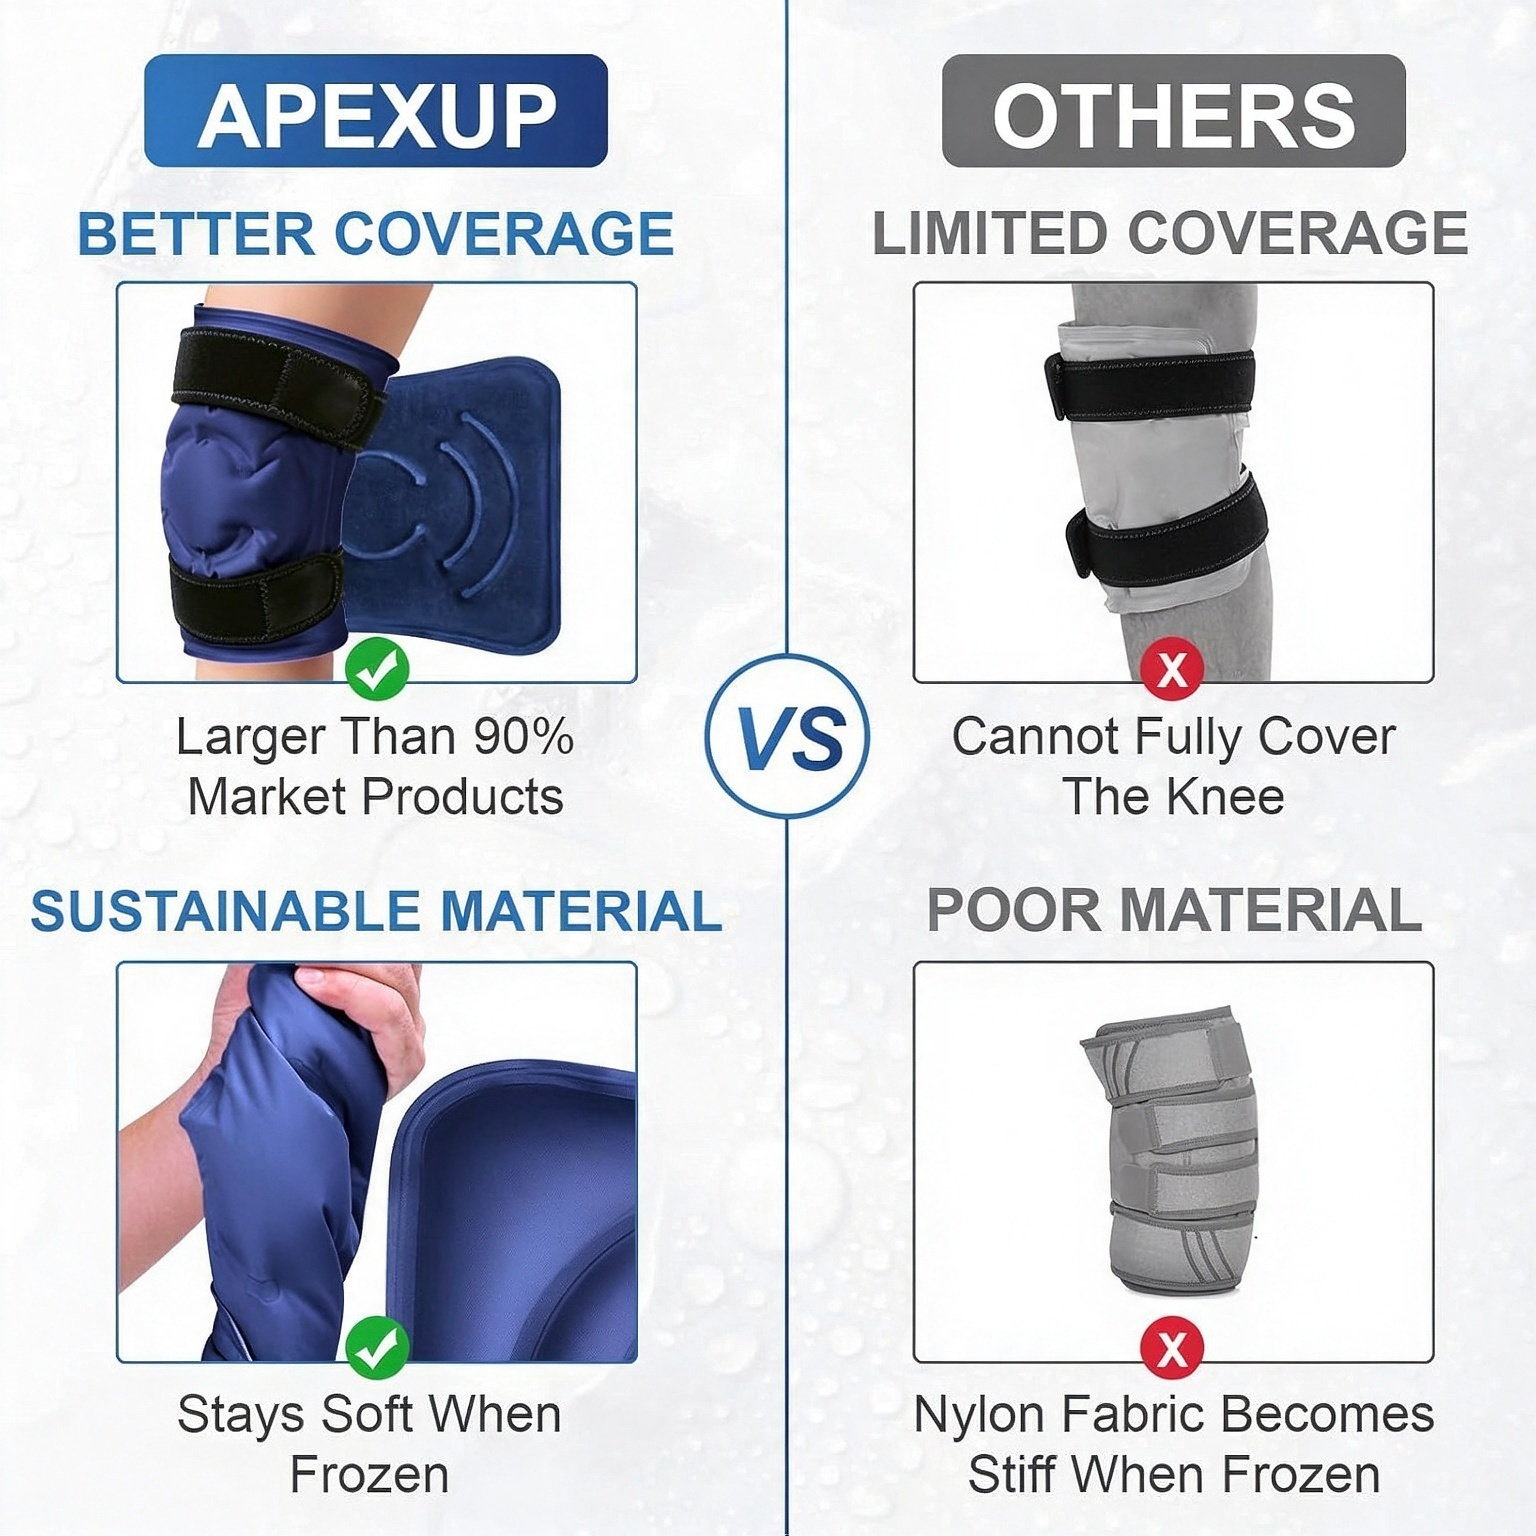 APEXUP
BETTER COVERAGE
Larger Than 90%
Market Products
SUSTAINABLE MATERIAL
Stays Soft When
Frozen
VS
OTHERS
LIMITED COVERAGE
X
Cannot Fully Cover
The Knee
POOR MATERIAL
X
Nylon Fabric Becomes
Stiff When Frozen